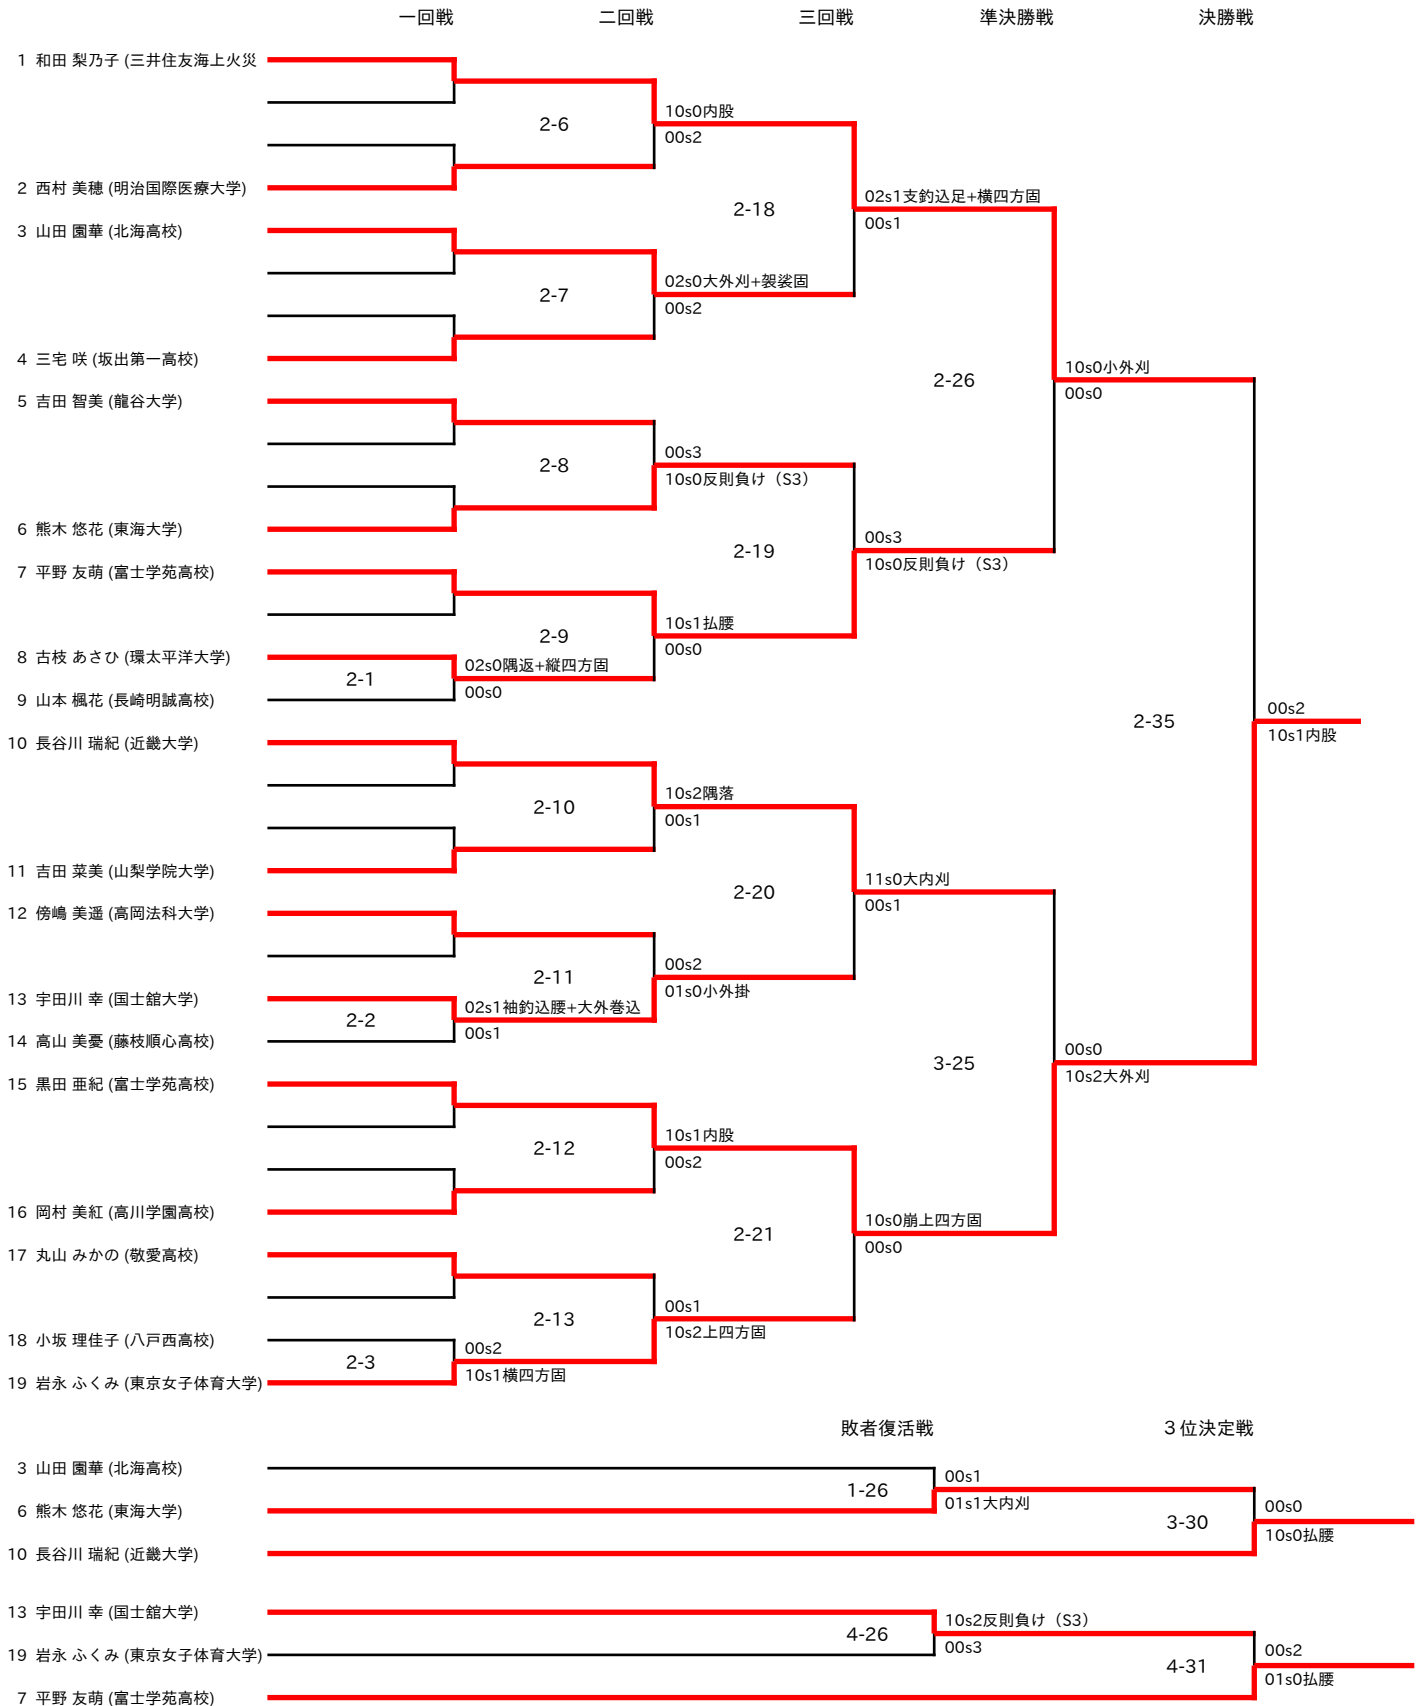 一回戦 二回戦 三回戦 準決勝戦 決勝戦
1 和田 梨乃子 (三井住友海上火災
10s0内股
2-6
00s2
2 西村 美穂 (明治国際医療大学)
02s1支釣込足+横四方固
2-18
00s1
3 山田 園華 (北海高校)
02s0大外刈+袈裟固
2-7
00s2
4 三宅 咲 (坂出第一高校)
10s0小外刈
2-26
00s0
5 吉田 智美 (龍谷大学)
00s3
2-8
10s0反則負け（S3）
6 熊木 悠花 (東海大学)
00s3
2-19
10s0反則負け（S3）
7 平野 友萌 (富士学苑高校)
10s1払腰
2-9
00s0
8 古枝 あさひ (環太平洋大学)
02s0隅返+縦四方固
2-1
00s0
9 山本 楓花 (長崎明誠高校)
00s2
2-35
10s1内股
10 長谷川 瑞紀 (近畿大学)
10s2隅落
2-10
00s1
11 吉田 菜美 (山梨学院大学)
11s0大内刈
2-20
00s1
12 傍嶋 美遥 (高岡法科大学)
00s2
2-11
01s0小外掛
13 宇田川 幸 (国士舘大学)
02s1袖釣込腰+大外巻込
2-2
00s1
14 高山 美憂 (藤枝順心高校)
00s0
3-25
10s2大外刈
15 黒田 亜紀 (富士学苑高校)
10s1内股
2-12
00s2
16 岡村 美紅 (高川学園高校)
10s0崩上四方固
2-21
00s0
17 丸山 みかの (敬愛高校)
00s1
2-13
10s2上四方固
18 小坂 理佳子 (八戸西高校)
00s2
2-3
10s1横四方固
19 岩永 ふくみ (東京女子体育大学)
敗者復活戦 ３位決定戦
3 山田 園華 (北海高校)
00s1
1-26
01s1大内刈
6 熊木 悠花 (東海大学)
00s0
3-30
10s0払腰
10 長谷川 瑞紀 (近畿大学)
13 宇田川 幸 (国士舘大学)
10s2反則負け（S3）
4-26
00s3
19 岩永 ふくみ (東京女子体育大学)
00s2
4-31
01s0払腰
7 平野 友萌 (富士学苑高校)